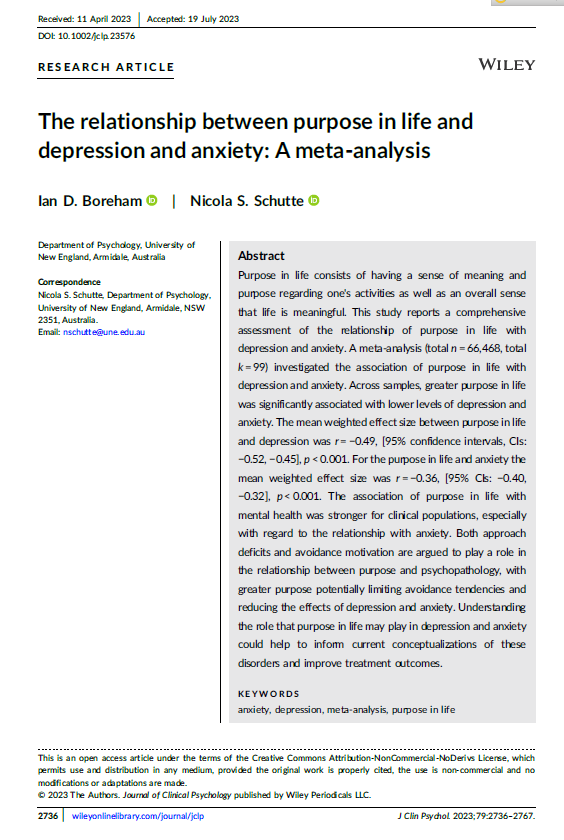 Received: 11 April 2023 | Accepted: 19 July 2023
DOI: 10.1002/jclp.23576
RESEARCH ARTICLE
WILEY
The relationship between purpose in life and
depression and anxiety: A meta-analysis
Ian D. Boreham iD | Nicola S. Schutte iD
Department of Psychology, University of
New England, Armidale, Australia
Correspondence
Nicola S. Schutte, Department of Psychology,
University of New England, Armidale, NSW
2351, Australia.
Email: nschutte@une.edu.au
Abstract
Purpose in life consists of having a sense of meaning and
purpose regarding one's activities as well as an overall sense
that life is meaningful. This study reports a comprehensive
assessment of the relationship of purpose in life with
depression and anxiety. A meta-analysis (total n = 66,468, total
k = 99) investigated the association of purpose in life with
depression and anxiety. Across samples, greater purpose in life
was significantly associated with lower levels of depression and
anxiety. The mean weighted effect size between purpose in life
and depression was r = −0.49, [95% confidence intervals, CIs:
−0.52, −0.45], p < 0.001. For the purpose in life and anxiety the
mean weighted effect size was r = −0.36, [95% CIs: −0.40,
−0.32], p < 0.001. The association of purpose in life with
mental health was stronger for clinical populations, especially
with regard to the relationship with anxiety. Both approach
deficits and avoidance motivation are argued to play a role in
the relationship between purpose and psychopathology, with
greater purpose potentially limiting avoidance tendencies and
reducing the effects of depression and anxiety. Understanding
the role that purpose in life may play in depression and anxiety
could help to inform current conceptualizations of these
disorders and improve treatment outcomes.
KEYWORDS
anxiety, depression, meta-analysis, purpose in life
This is an open access article under the terms of the Creative Commons Attribution-NonCommercial-NoDerivs License, which
permits use and distribution in any medium, provided the original work is properly cited, the use is non-commercial and no
modifications or adaptations are made.
© 2023 The Authors. Journal of Clinical Psychology published by Wiley Periodicals LLC.
2736 | wileyonlinelibrary.com/journal/jclp
J Clin Psychol. 2023;79:2736–2767.